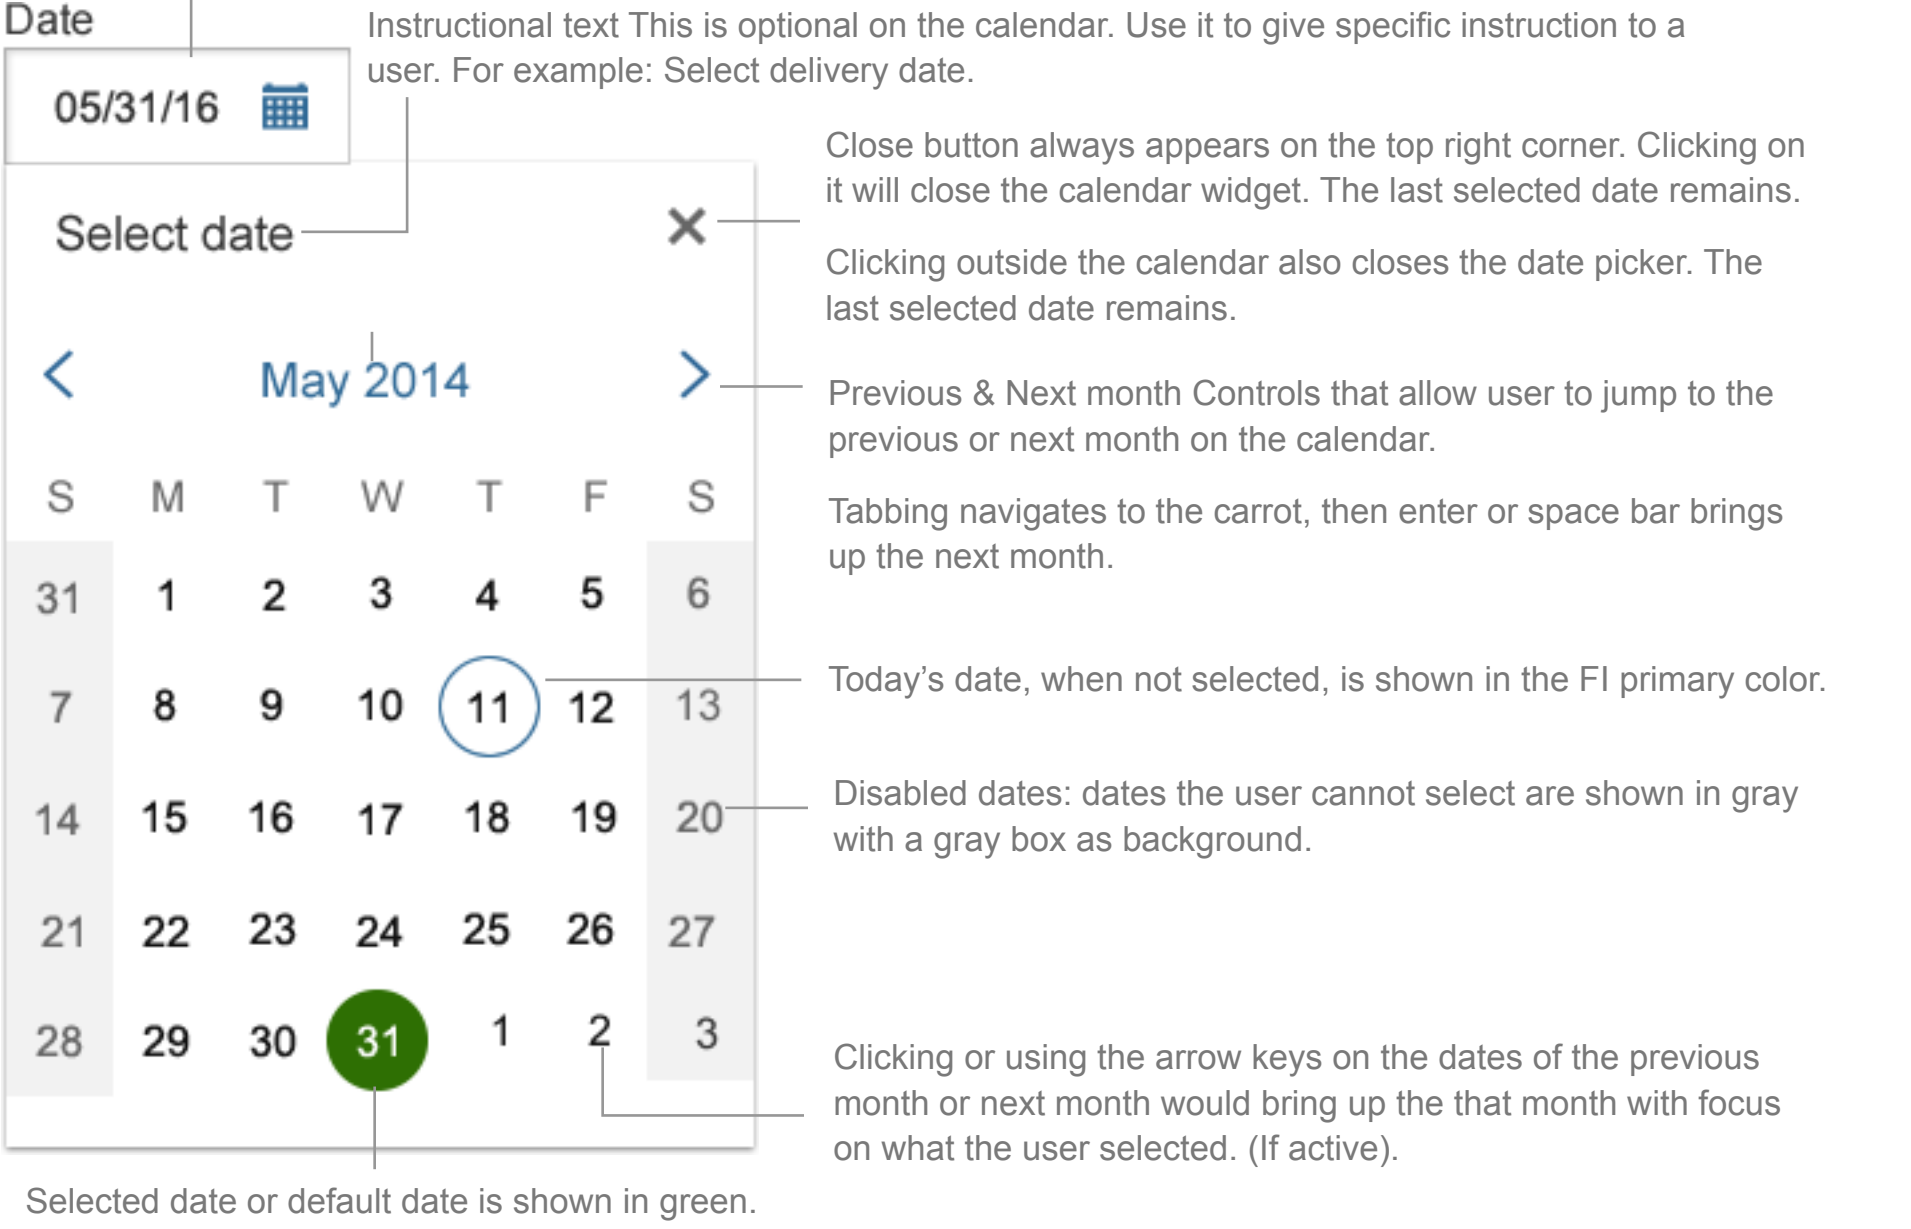 Date
Instructional text This is optional on the calendar. Use it to give specific instruction to a
user. For example: Select delivery date.
05/31/16
Close button always appears on the top right corner. Clicking on
it will close the calendar widget. The last selected date remains.
Select date
Clicking outside the calendar also closes the date picker. The
last selected date remains.
May 2014
Previous & Next month Controls that allow user to jump to the
previous or next month on the calendar.
S M T W T F S
Tabbing navigates to the carrot, then enter or space bar brings
up the next month.
31 1 2 3 4 5 6
Today’s date, when not selected, is shown in the FI primary color.
7 8 9 10 11 12 13
Disabled dates: dates the user cannot select are shown in gray
with a gray box as background.
14 15 16 17 18 19 20
21 22 23 24 25 26 27
28 29 30 31 1 2 3
Clicking or using the arrow keys on the dates of the previous
month or next month would bring up the that month with focus
on what the user selected. (If active).
Selected date or default date is shown in green.